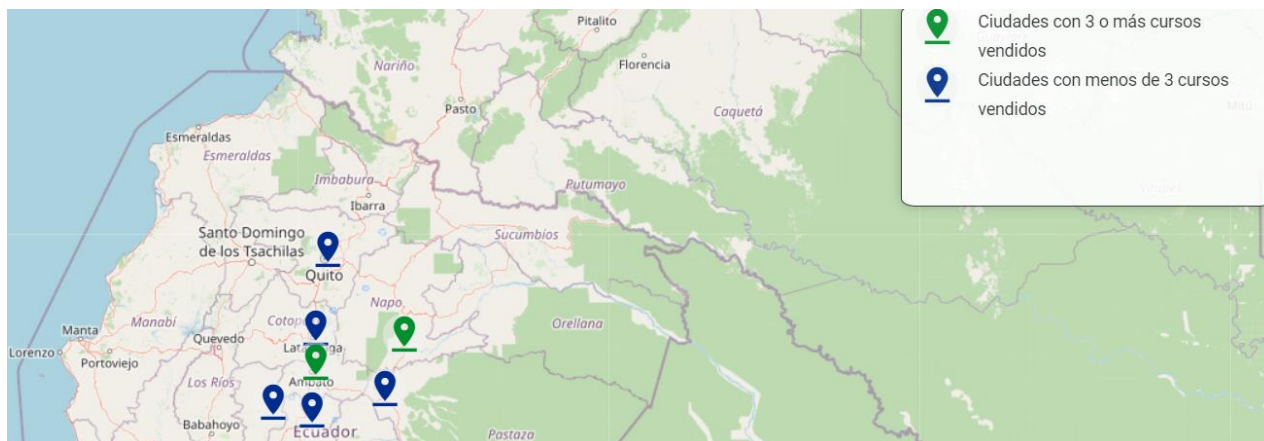 Ciudades con 3 o más cursos
vendidos
Ciudades con menos de 3 cursos
vendidos
Pitalito
Florencia
Nariño
Caquetá
Pasto
Esmeraldas
Esmeraldas
Imbabura
Putumayo
Ibarra
Santo Domingo
de los Tsachilas
Sucumbíos
Quito
Napo
Manabí
Manta
Orellana
Quevedo
Lorenzo
Portoviejo
Los Ríos
Ambato
Babahoyo
Ecuador
Pastaza